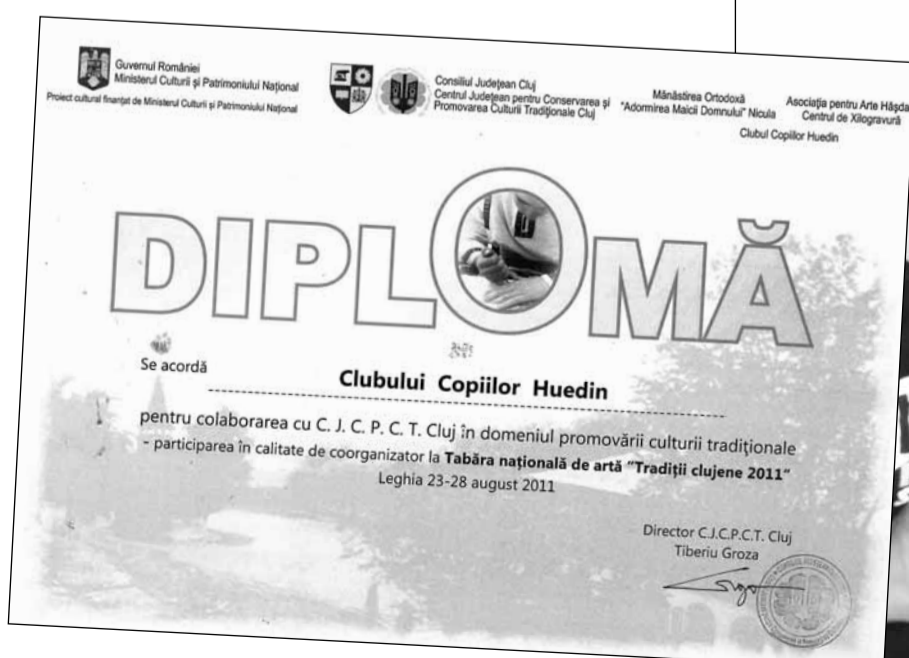 Guvernul României
Ministerul Culturii și Patrimoniului Național
Proiect cultural finanțat de Ministerul Culturii și Patrimoniului Național
Consiliul Județean Cluj
Centrul Județean pentru Conservarea și
Promovarea Culturii Tradiționale Cluj
Mănăstirea Ortodoxă
"Adormirea Maicii Domnului" Nicula
Asociația pentru Arte Hășda
Centrul de Xilogravură
Clubul Copiilor Huedin
DIPLOMĂ
Se acordă
Clubului Copiilor Huedin
pentru colaborarea cu C. J. C. P. C. T. Cluj în domeniul promovării culturii tradiționale
- participarea în calitate de coorganizator la Tabăra națională de artă "Tradiții clujene 2011"
Leghia 23-28 august 2011
Director C.J.C.P.C.T. Cluj
Tiberiu Groza